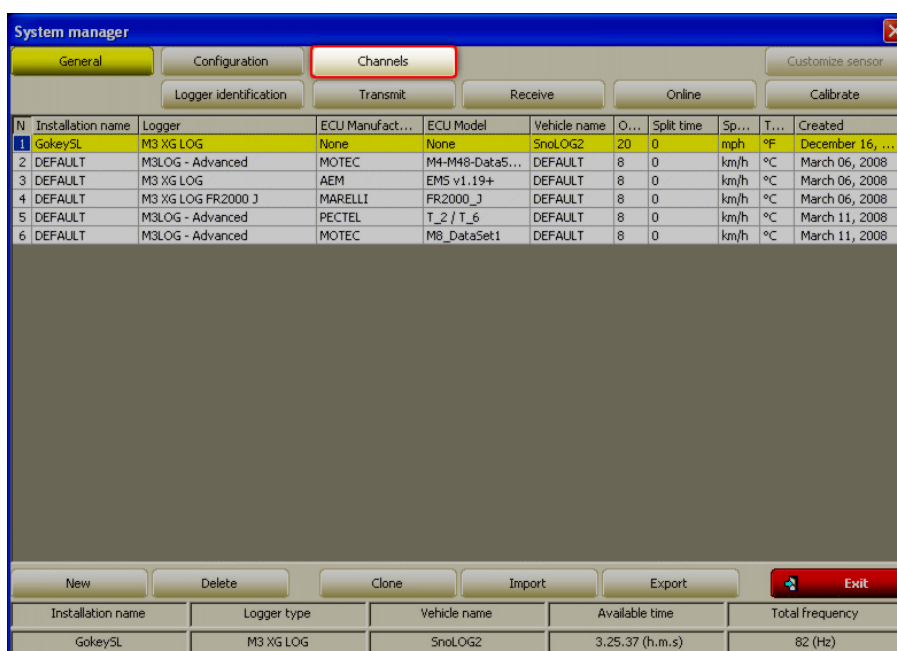 System manager
General Configuration Channels Customize sensor
Logger identification Transmit Receive Online Calibrate
N Installation name Logger ECU Manufact... ECU Model Vehicle name O... Split time Sp... T... Created
1 GokeySL M3 XG LOG None None SnoLOG2 20 0 mph °F December 16, ...
2 DEFAULT M3LOG - Advanced MOTEC M4-M48-DataS... DEFAULT 8 0 km/h °C March 06, 2008
3 DEFAULT M3 XG LOG AEM EMS v1.19+ DEFAULT 8 0 km/h °C March 06, 2008
4 DEFAULT M3 XG LOG FR2000 J MARELLI FR2000_J DEFAULT 8 0 km/h °C March 06, 2008
5 DEFAULT M3LOG - Advanced PECTEL T_2 / T_6 DEFAULT 8 0 km/h °C March 11, 2008
6 DEFAULT M3LOG - Advanced MOTEC M8_DataSet1 DEFAULT 8 0 km/h °C March 11, 2008
New Delete Clone Import Export Exit
Installation name Logger type Vehicle name Available time Total frequency
GokeySL M3 XG LOG SnoLOG2 3.25.37 (h.m.s) 82 (Hz)